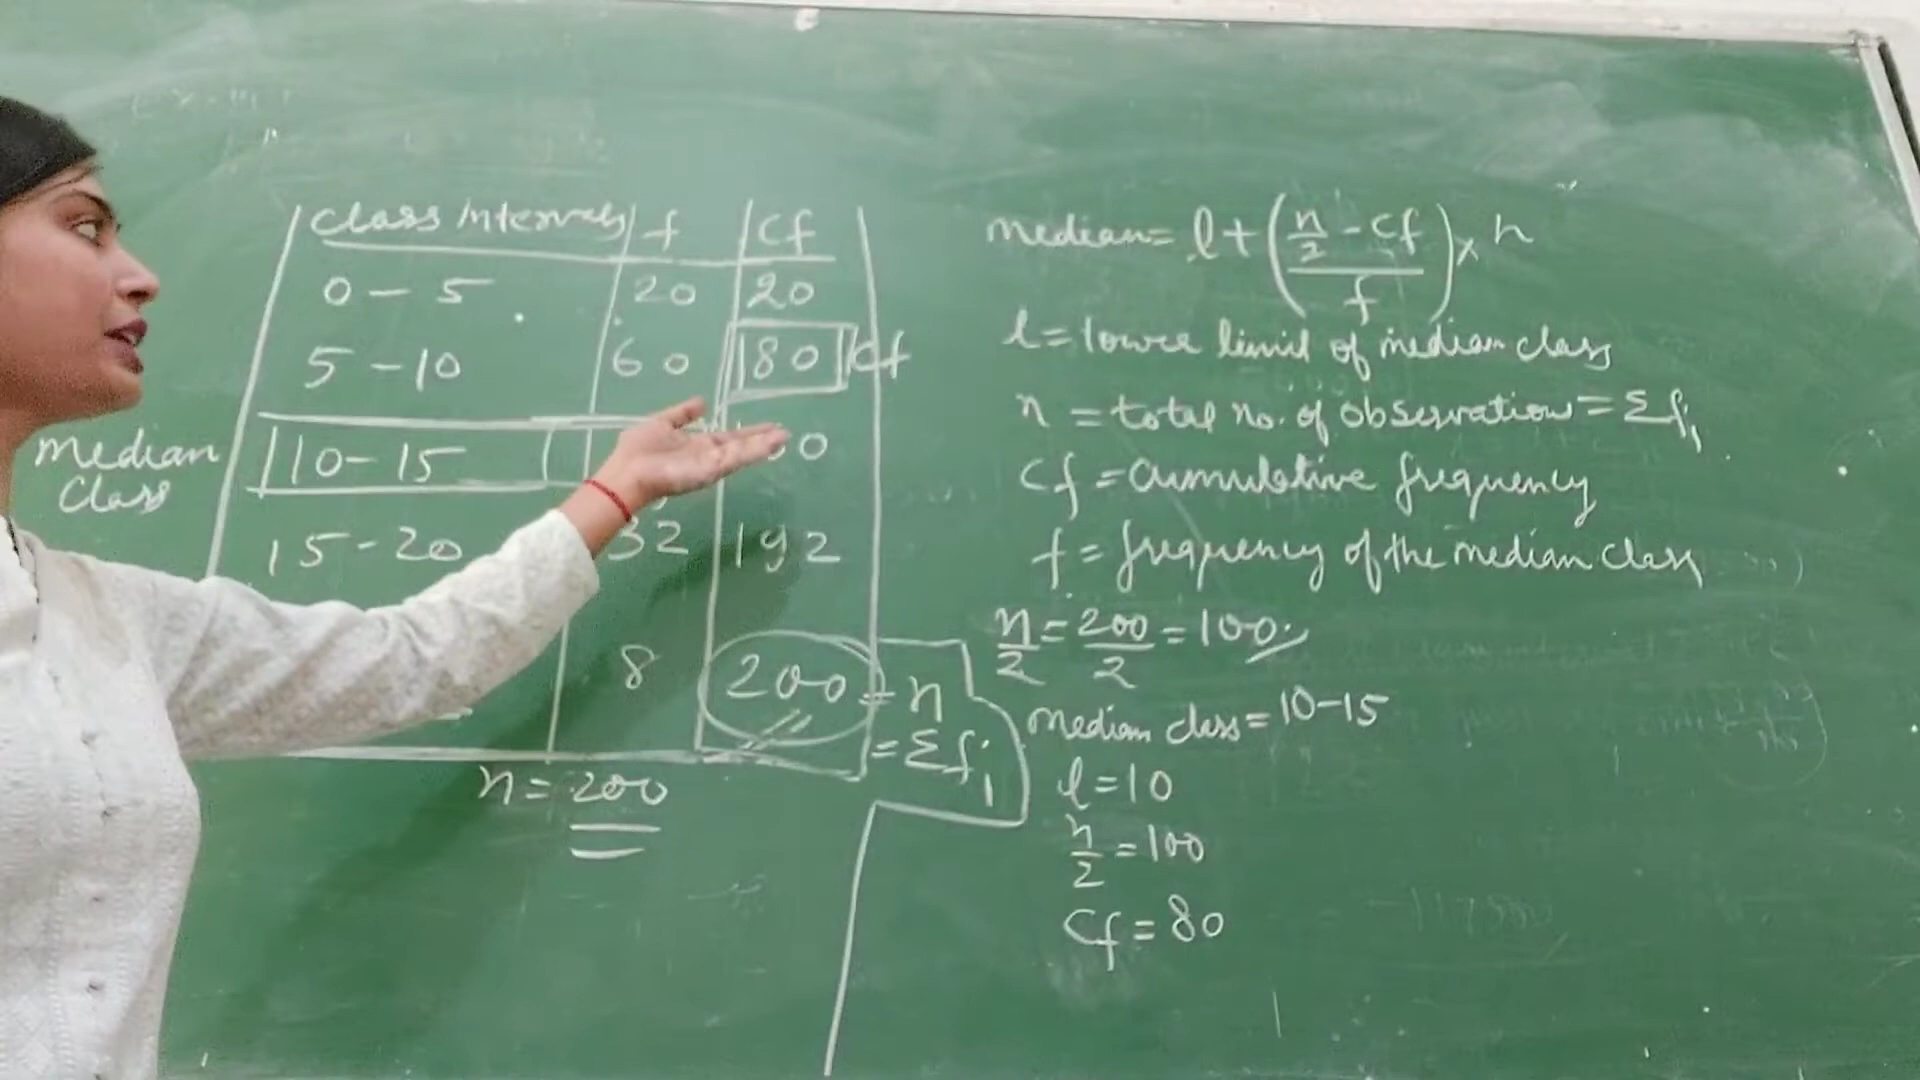 Class Intervals f Cf
0 - 5 20 20
5 - 10 60 80 Cf
Median Class 10 - 15
15 - 20 32 192
8 200 = n
= Σfi
n = 200
median = l + ((n/2 - cf)/f) × h
l = lower limit of median class
n = total no. of observation = Σfi
Cf = Cumulative frequency
f = frequency of the median class
n/2 = 200/2 = 100
Median class = 10-15
l = 10
n/2 = 100
Cf = 80